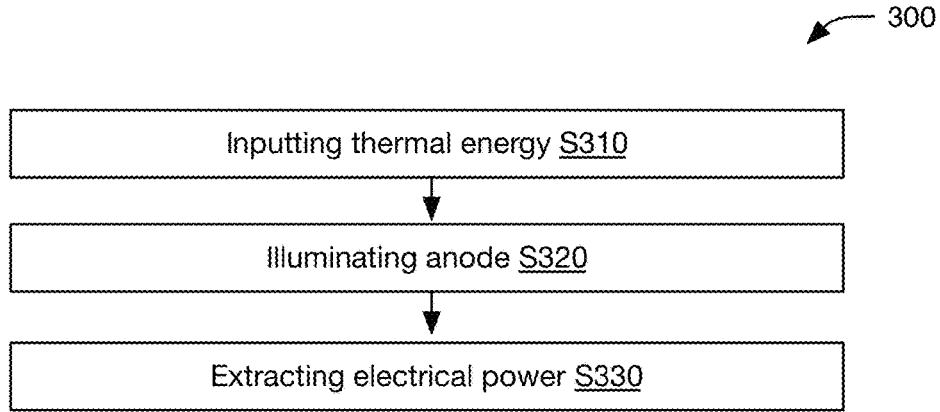 300
Inputting thermal energy S310
Illuminating anode S320
Extracting electrical power S330